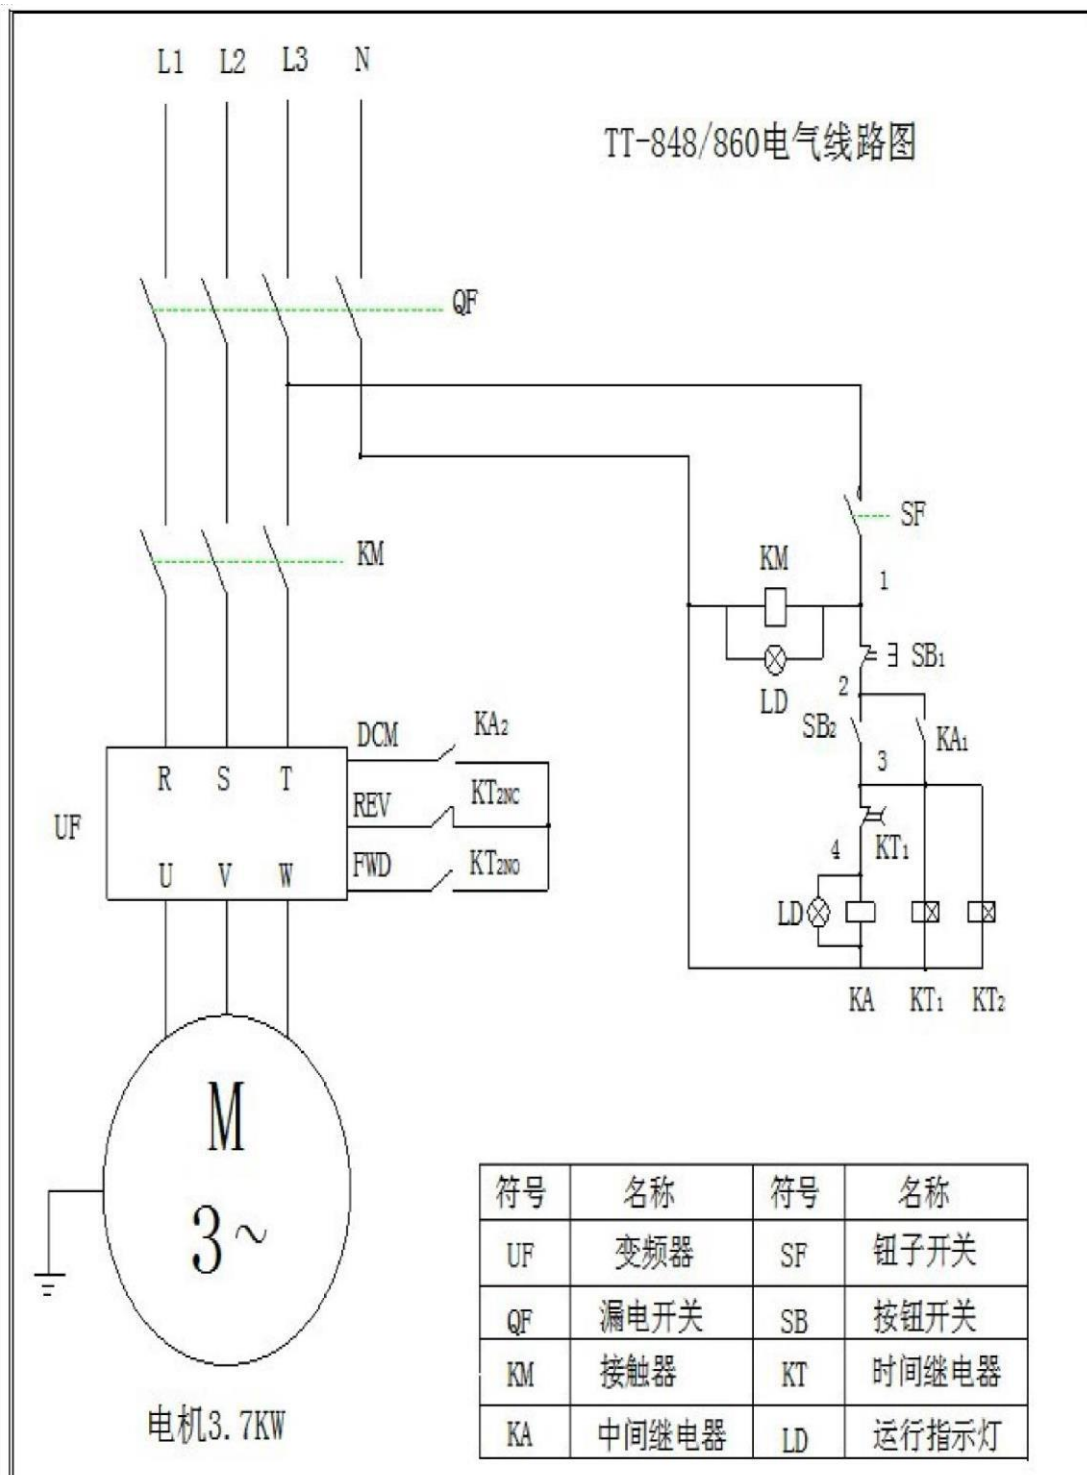 L1 L2 L3 N
TT-848/860电气线路图
QF
SF
KM
KM
1
LD
SB1
2
SB2
KA1
3
DCM
KA2
R S T
REV
KT2NC
UF
4
KT1
U V W
FWD
KT2NO
LD
KA KT1 KT2
M
3~
电机3.7KW
符号 名称 符号 名称
UF 变频器 SF 钮子开关
QF 漏电开关 SB 按钮开关
KM 接触器 KT 时间继电器
KA 中间继电器 LD 运行指示灯